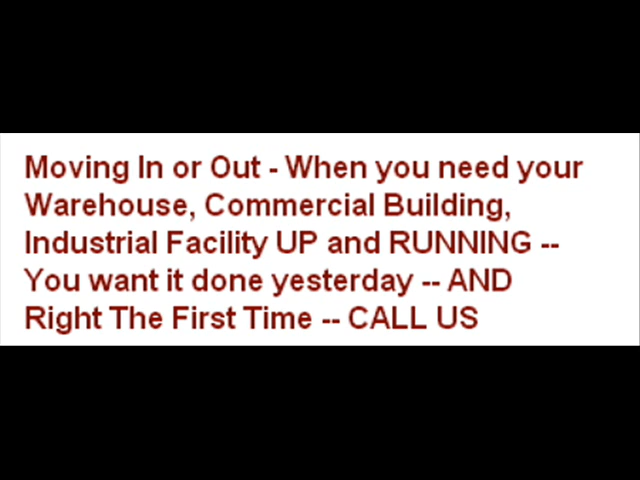 Moving In or Out - When you need your
Warehouse, Commercial Building,
Industrial Facility UP and RUNNING --
You want it done yesterday -- AND
Right The First Time -- CALL US